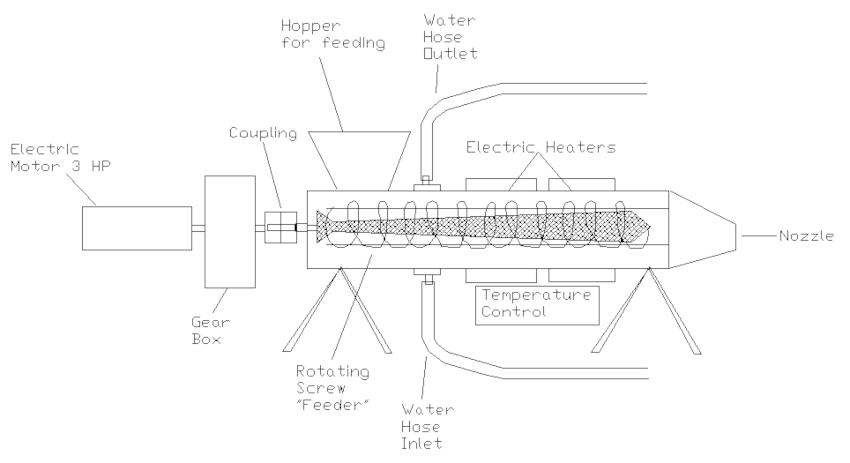 Hopper
for feeding
Water
Hose
Outlet
Coupling
Electric
Motor 3 HP
Electric Heaters
Nozzle
Temperature
Control
Gear
Box
Rotating
Screw
"Feeder"
Water
Hose
Inlet